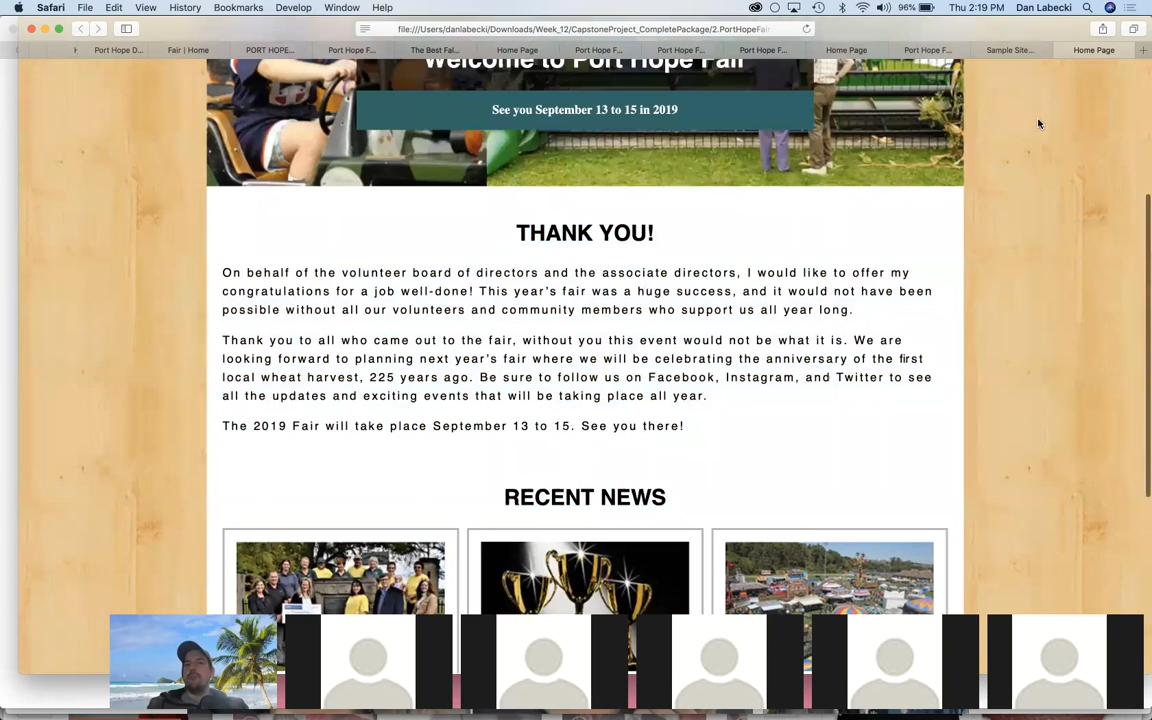 Safari File Edit View History Bookmarks Develop Window Help 96% Thu 2:19 PM Dan Labecki
file:///Users/danlabecki/Downloads/Week_12/CapstoneProject_CompletePackage/2.PortHopeFai
Port Hope D... Fair | Home PORT HOPE... Port Hope F... The Best Fal... Home Page Port Hope F... Port Hope F... Port Hope F... Home Page Port Hope F... Sample Site... Home Page
Welcome to Port Hope Fair
See you September 13 to 15 in 2019
THANK YOU!
On behalf of the volunteer board of directors and the associate directors, I would like to offer my
congratulations for a job well-done! This year's fair was a huge success, and it would not have been
possible without all our volunteers and community members who support us all year long.
Thank you to all who came out to the fair, without you this event would not be what it is. We are
looking forward to planning next year's fair where we will be celebrating the anniversary of the first
local wheat harvest, 225 years ago. Be sure to follow us on Facebook, Instagram, and Twitter to see
all the updates and exciting events that will be taking place all year.
The 2019 Fair will take place September 13 to 15. See you there!
RECENT NEWS